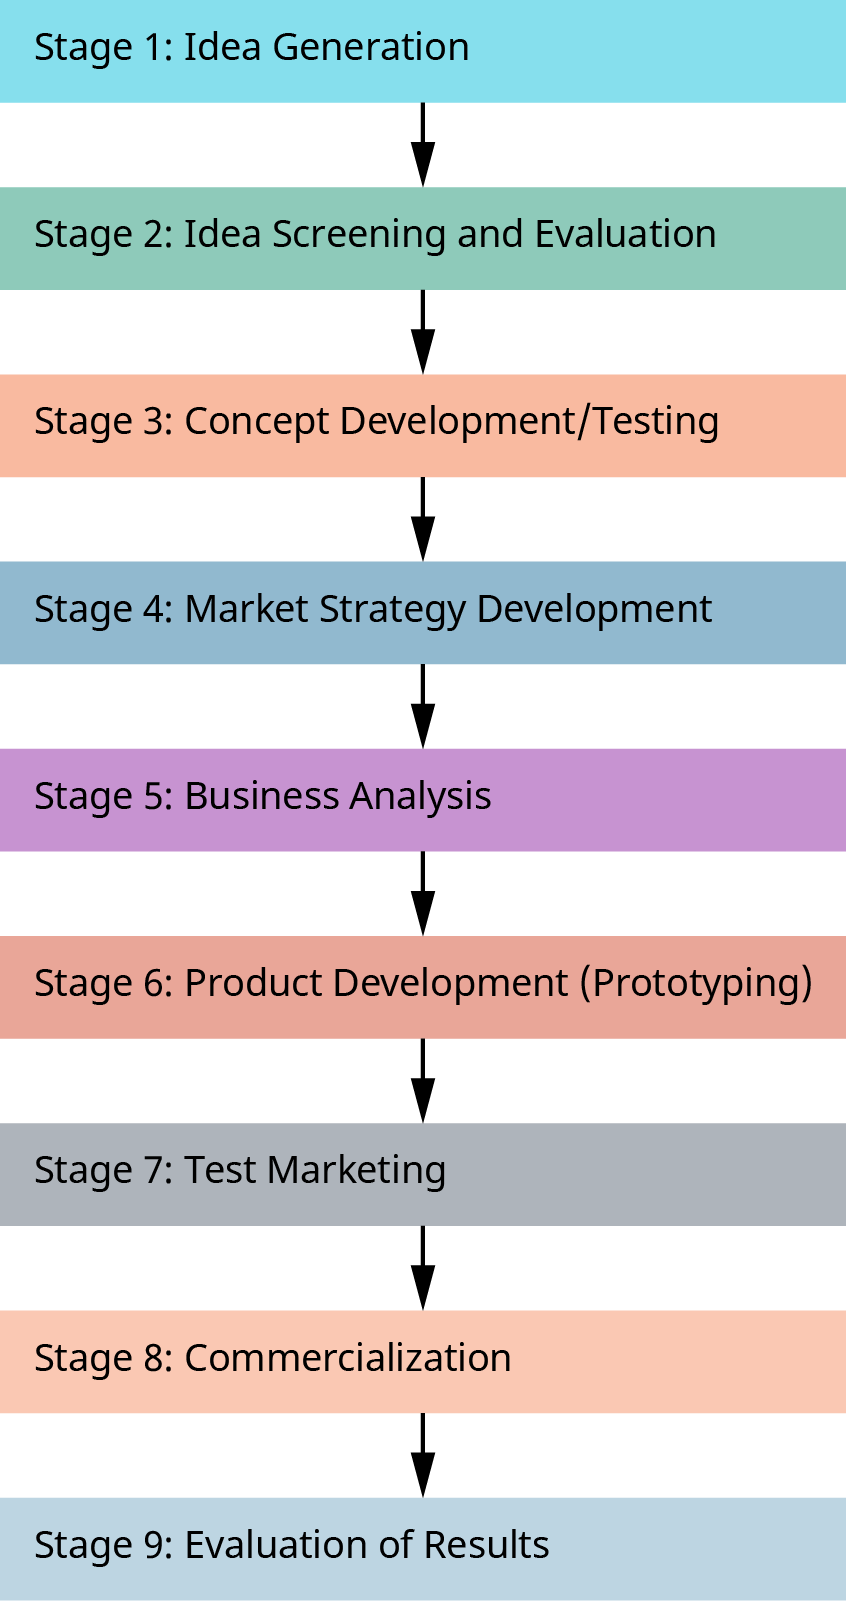 Stage 1: Idea Generation
Stage 2: Idea Screening and Evaluation
Stage 3: Concept Development/Testing
Stage 4: Market Strategy Development
Stage 5: Business Analysis
Stage 6: Product Development (Prototyping)
Stage 7: Test Marketing
Stage 8: Commercialization
Stage 9: Evaluation of Results